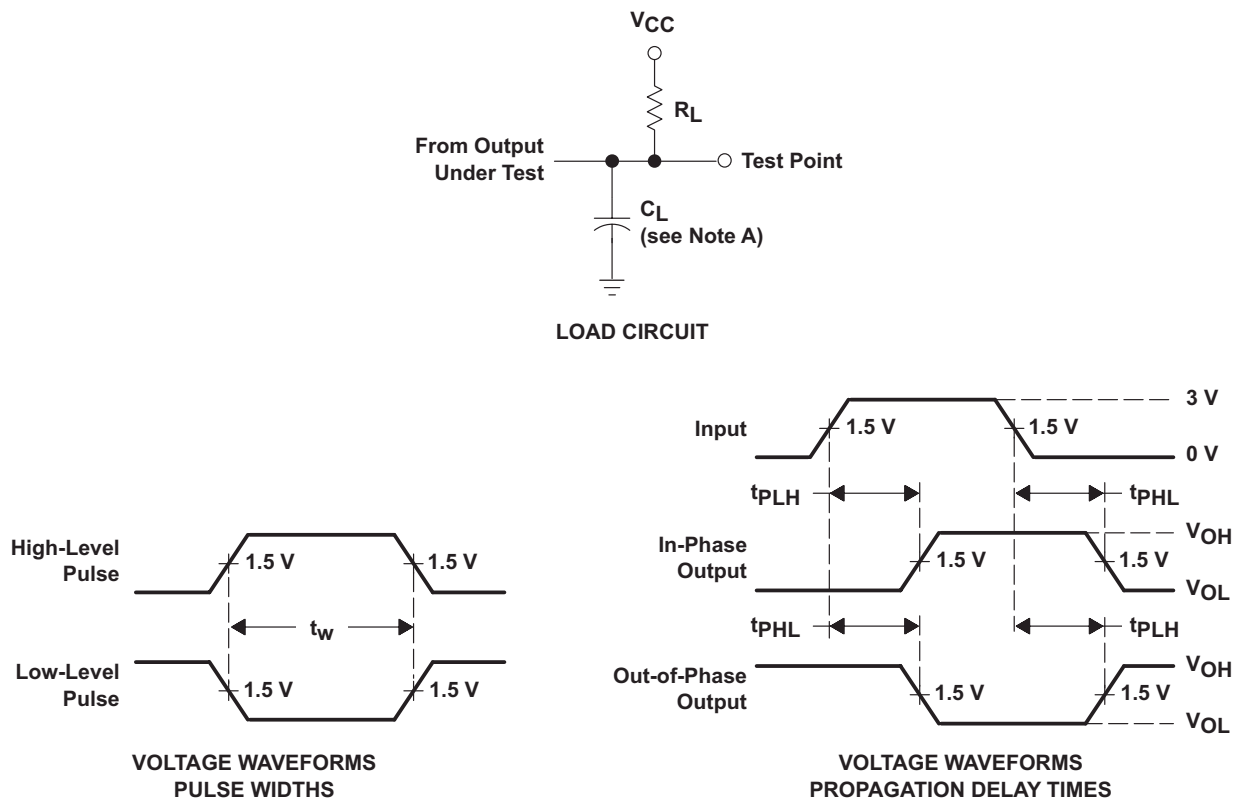 VCC
RL
From Output
Under Test
Test Point
CL
(see Note A)
LOAD CIRCUIT
High-Level
Pulse
1.5 V
1.5 V
tw
Low-Level
Pulse
1.5 V
1.5 V
VOLTAGE WAVEFORMS
PULSE WIDTHS
Input
1.5 V
1.5 V
3 V
0 V
tPLH
tPHL
In-Phase
Output
1.5 V
1.5 V
VOH
VOL
tPHL
tPLH
Out-of-Phase
Output
1.5 V
1.5 V
VOH
VOL
VOLTAGE WAVEFORMS
PROPAGATION DELAY TIMES